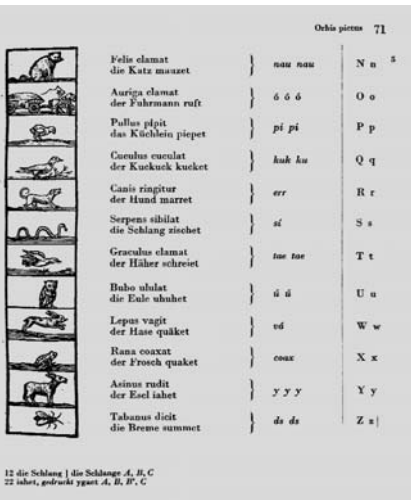 Orbis pictus 71
Felis clamat
die Katz mauzet } nau nau N n 5
Auriga clamat
der Fuhrmann ruft } ó ó ó O o
Pullus pipit
das Küchlein piepet } pi pi P p
Cuculus cuculat
der Kuckuck kucket } kuk ku Q q
Canis ringitur
der Hund marret } err R r
Serpens sibilat
die Schlang zischet } si S s
Graculus clamat
der Häher schreiet } tae tae T t
Bubo ululat
die Eule uhuhet } ú ú U u
Lepus vagit
der Hase quäket } vá W w
Rana coaxat
der Frosch quaket } coax X x
Asinus rudit
der Esel iahet } y y y Y y
Tabanus dicit
die Breme summet } ds ds Z z|
12 die Schlang ] die Schlange A, B, C
22 iahet, gedruckt ygaet A, B, B', C